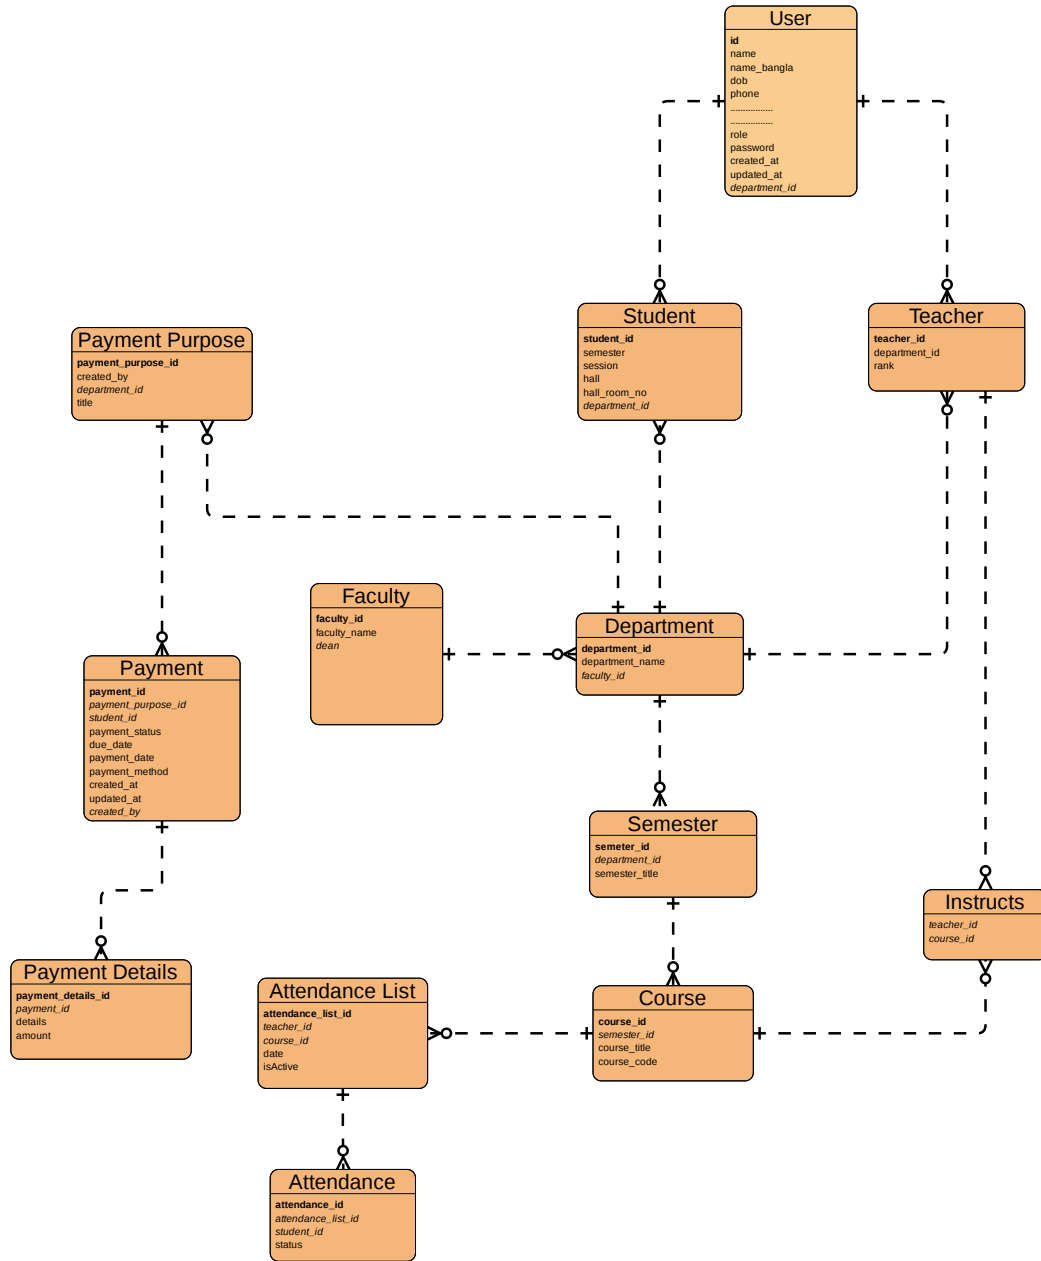 User
id
name
name_bangla
dob
phone
.................
.................
role
password
created_at
updated_at
department_id
Student
student_id
semester
session
hall
hall_room_no
department_id
Teacher
teacher_id
department_id
rank
Payment Purpose
payment_purpose_id
created_by
department_id
title
Faculty
faculty_id
faculty_name
dean
Department
department_id
department_name
faculty_id
Payment
payment_id
payment_purpose_id
student_id
payment_status
due_date
payment_date
payment_method
created_at
updated_at
created_by
Semester
semeter_id
department_id
semester_title
Instructs
teacher_id
course_id
Payment Details
payment_details_id
payment_id
details
amount
Attendance List
attendance_list_id
teacher_id
course_id
date
isActive
Course
course_id
semester_id
course_title
course_code
Attendance
attendance_id
attendance_list_id
student_id
status